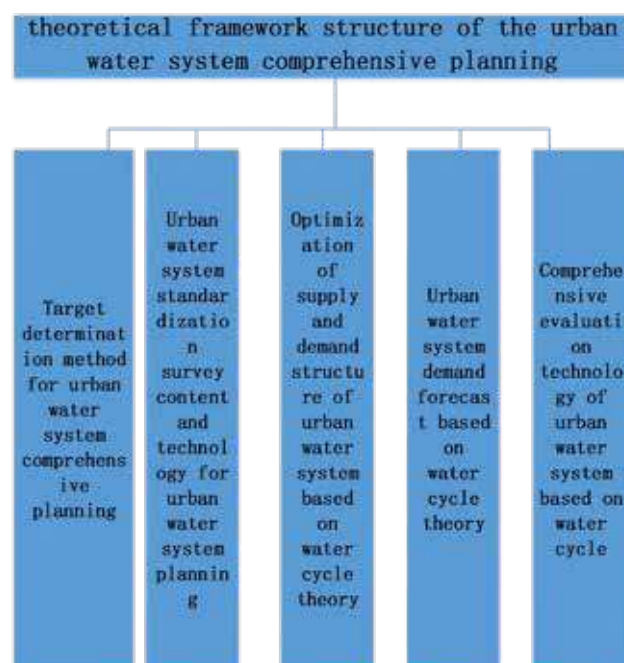 theoretical framework structure of the urban
water system comprehensive planning
Target
determinat
ion method
for urban
water
system
comprehens
ive
planning
Urban
water
system
standar
dizatio
n
survey
content
and
technol
ogy for
urban
water
system
plannin
g
Optimiz
ation
of
supply
and
demand
structu
re of
urban
water
system
based
on
water
cycle
theory
Urban
water
system
demand
forecas
t based
on
water
cycle
theory
Comprehe
nsive
evaluati
on
technolo
gy of
urban
water
system
based on
water
cycle